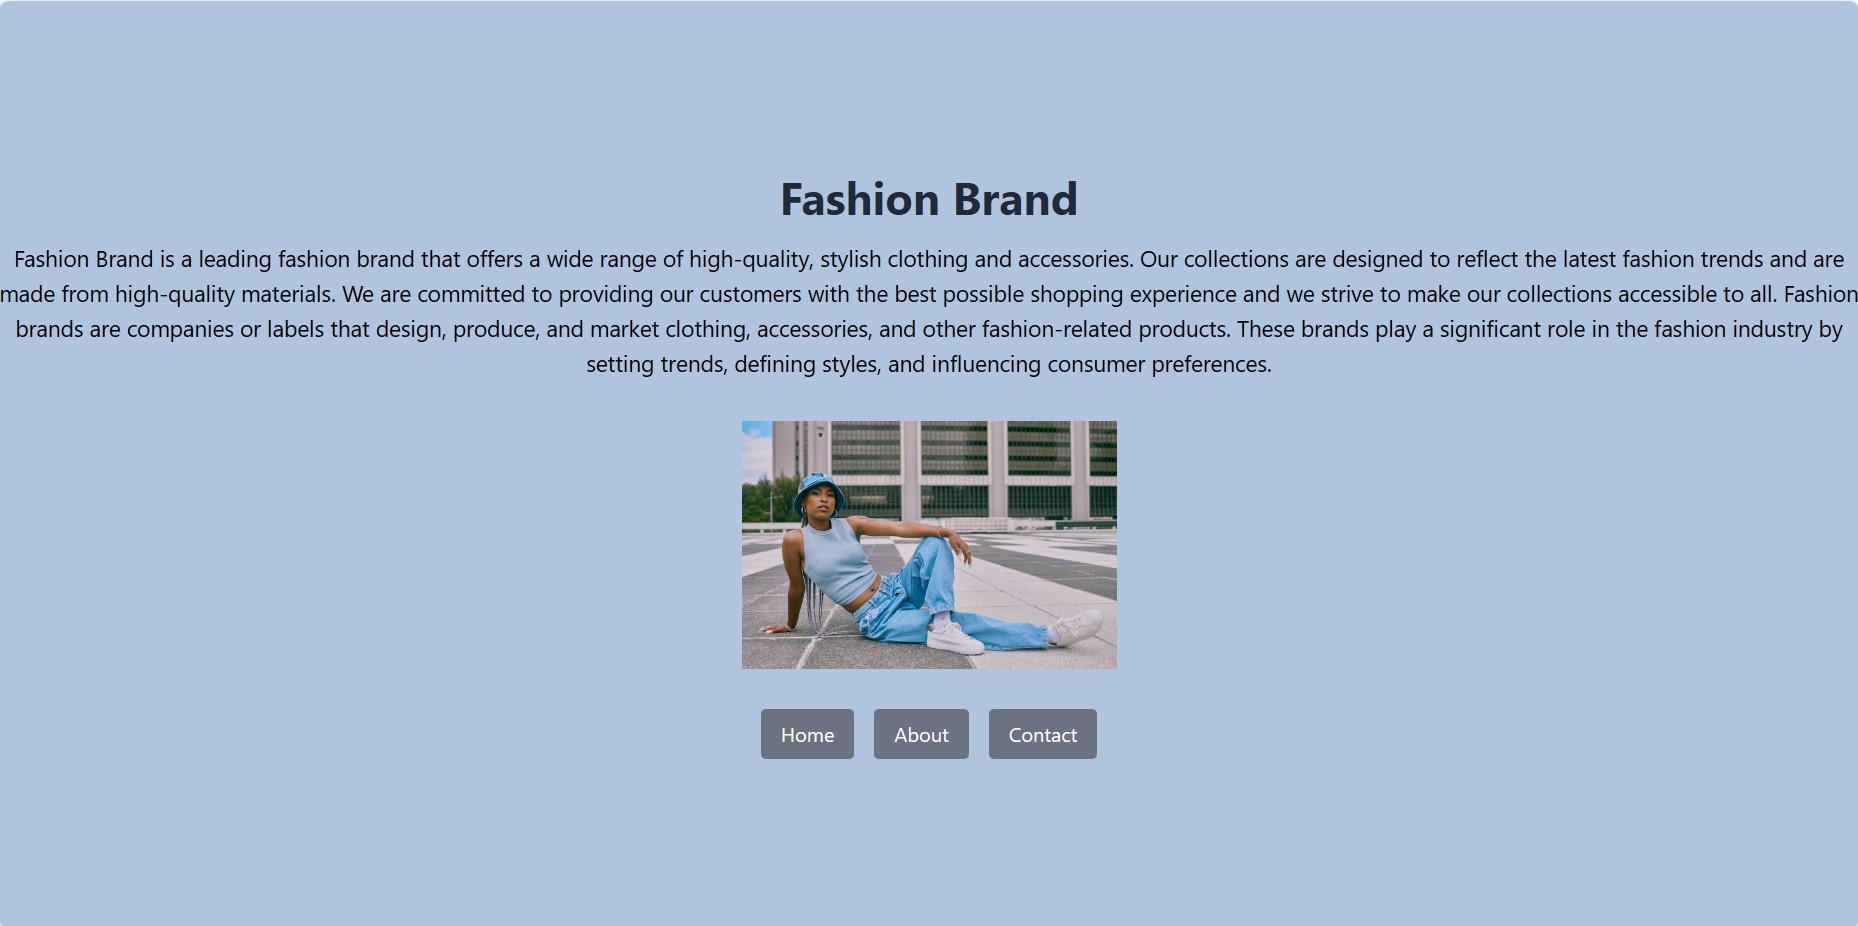 Fashion Brand
Fashion Brand is a leading fashion brand that offers a wide range of high-quality, stylish clothing and accessories. Our collections are designed to reflect the latest fashion trends and are
made from high-quality materials. We are committed to providing our customers with the best possible shopping experience and we strive to make our collections accessible to all. Fashion
brands are companies or labels that design, produce, and market clothing, accessories, and other fashion-related products. These brands play a significant role in the fashion industry by
setting trends, defining styles, and influencing consumer preferences.
Home About Contact